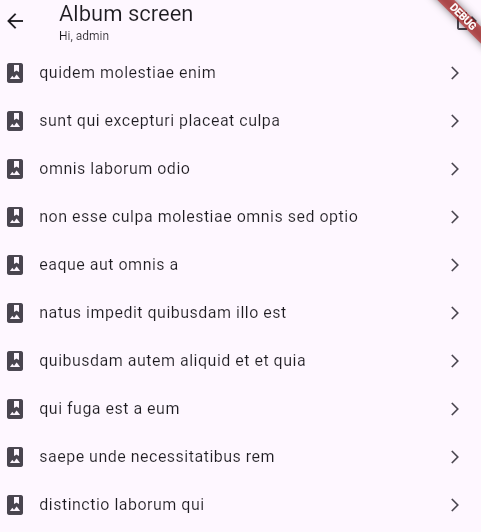 Album screen
Hi, admin
DEBUG
quidem molestiae enim
sunt qui excepturi placeat culpa
omnis laborum odio
non esse culpa molestiae omnis sed optio
eaque aut omnis a
natus impedit quibusdam illo est
quibusdam autem aliquid et et quia
qui fuga est a eum
saepe unde necessitatibus rem
distinctio laborum qui